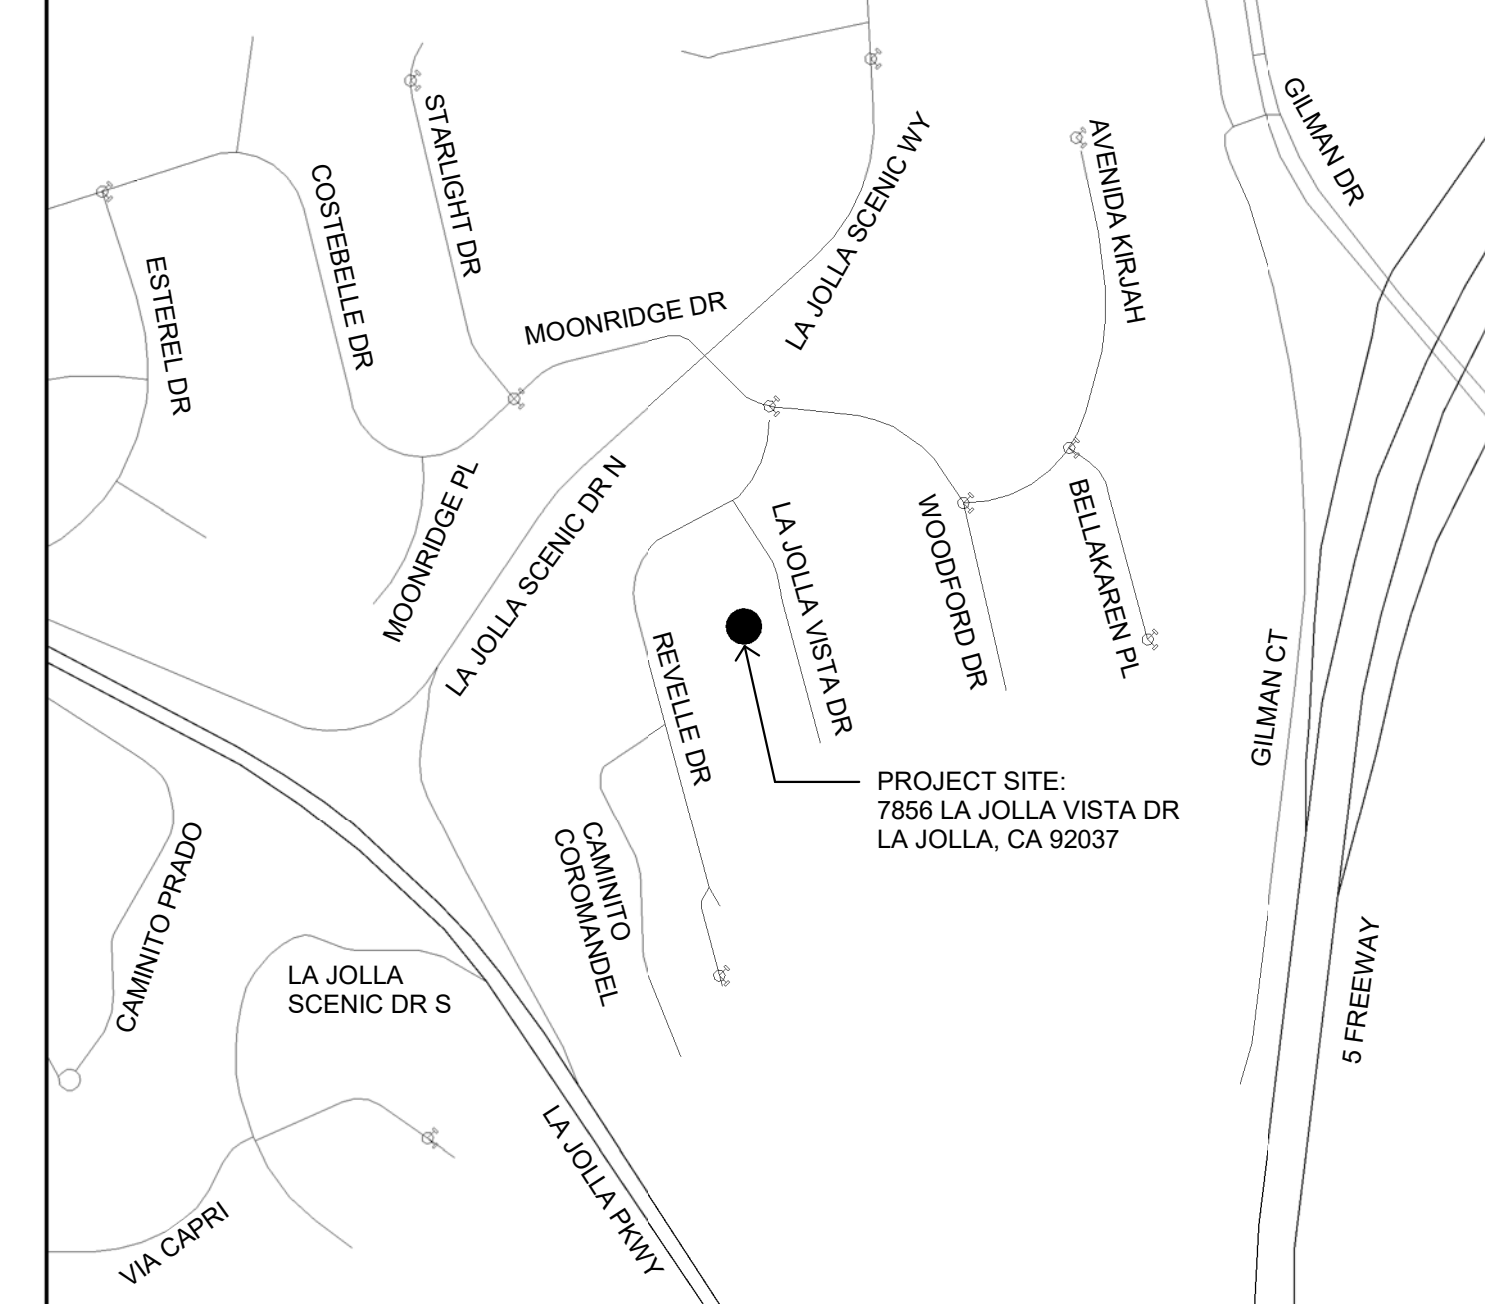 GILMAN DR
STARLIGHT DR
LA JOLLA SCENIC WY
AVENIDA KIRJAH
COSTEBELLE DR
ESTEREL DR
MOONRIDGE DR
MOONRIDGE PL
LA JOLLA SCENIC DR N
LA JOLLA VISTA DR
WOODFORD DR
BELLAKAREN PL
REVELLE DR
GILMAN CT
PROJECT SITE:
7856 LA JOLLA VISTA DR
LA JOLLA, CA 92037
CAMINITO PRADO
CAMINITO
COROMANDEL
LA JOLLA
SCENIC DR S
5 FREEWAY
LA JOLLA PKWY
VIA CAPRI